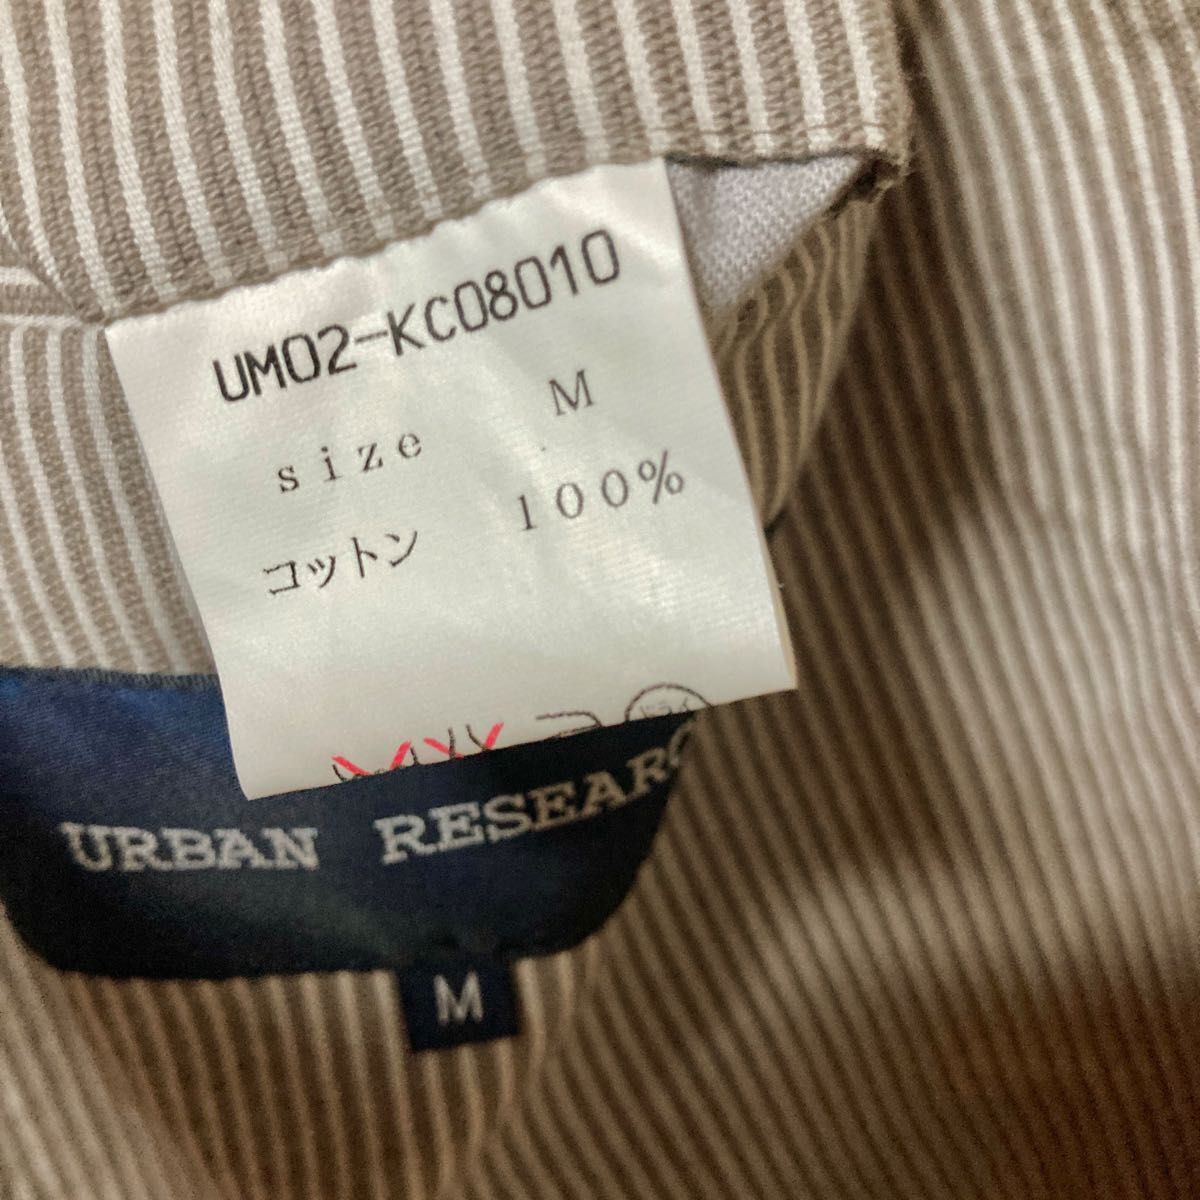 UM02-KC08010
size M
コットン 100%
URBAN RESEARC
M